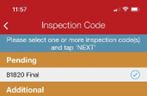 11:57
Inspection Code
Please select one or more inspection code(s)
and tap 'NEXT'
Pending
B1820 Final
Additional